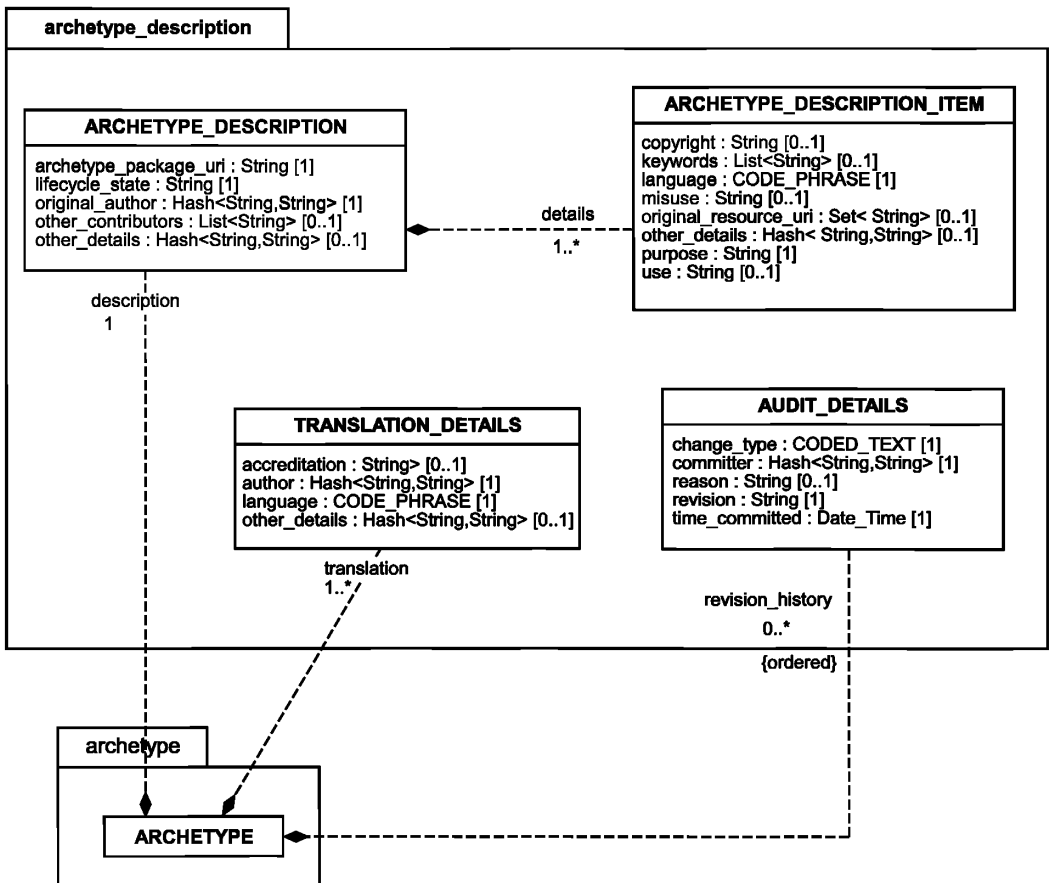 archetype_description
ARCHETYPE_DESCRIPTION
archetype_package_uri : String [1]
lifecycle_state : String [1]
original_author : Hash<String,String> [1]
other_contributors : List<String> [0..1]
other_details : Hash<String,String> [0..1]
details
1..*
ARCHETYPE_DESCRIPTION_ITEM
copyright : String [0..1]
keywords : List<String> [0..1]
language : CODE_PHRASE [1]
misuse : String [0..1]
original_resource_uri : Set< String> [0..1]
other_details : Hash< String,String> [0..1]
purpose : String [1]
use : String [0..1]
description
1
TRANSLATION_DETAILS
accreditation : String> [0..1]
author : Hash<String,String> [1]
language : CODE_PHRASE [1]
other_details : Hash<String,String> [0..1]
translation
1..*
AUDIT_DETAILS
change_type : CODED_TEXT [1]
committer : Hash<String,String> [1]
reason : String [0..1]
revision : String [1]
time_committed : Date_Time [1]
revision_history
0..*
{ordered}
archetype
ARCHETYPE